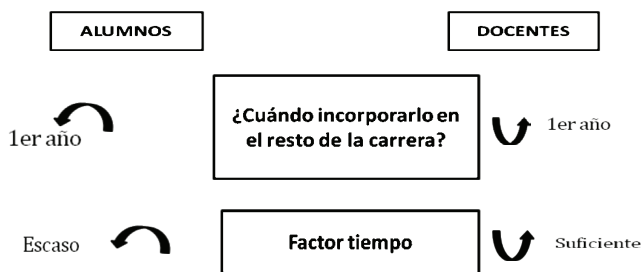 ALUMNOS
DOCENTES
¿Cuándo incorporarlo en
el resto de la carrera?
1er año
1er año
Escaso
Factor tiempo
Suficiente